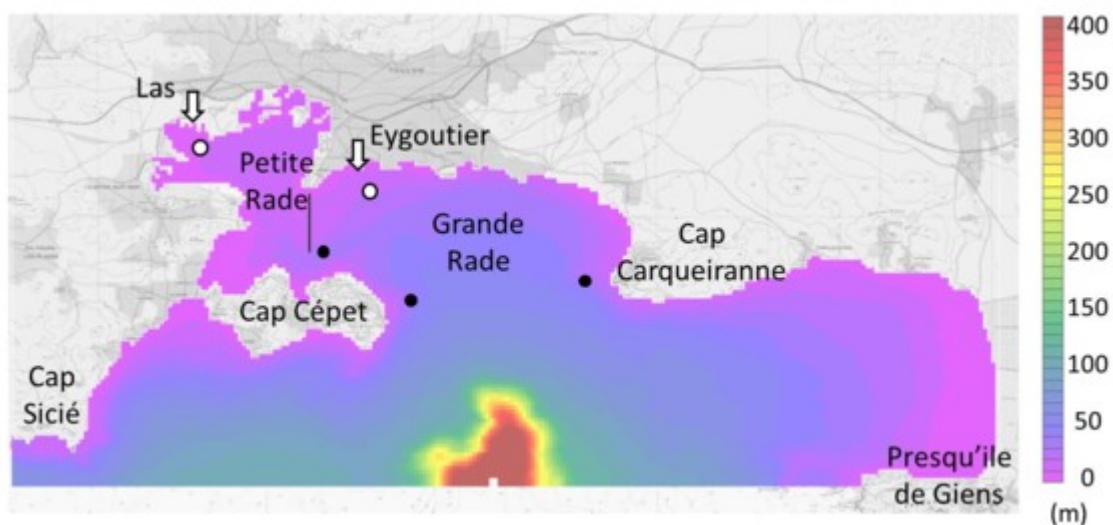 Las
Eygoutier
Petite
Rade
Grande
Rade
Cap
Carqueiranne
Cap Cépet
Cap
Sicié
Presqu'ile
de Giens
400
350
300
250
200
150
100
50
0
(m)